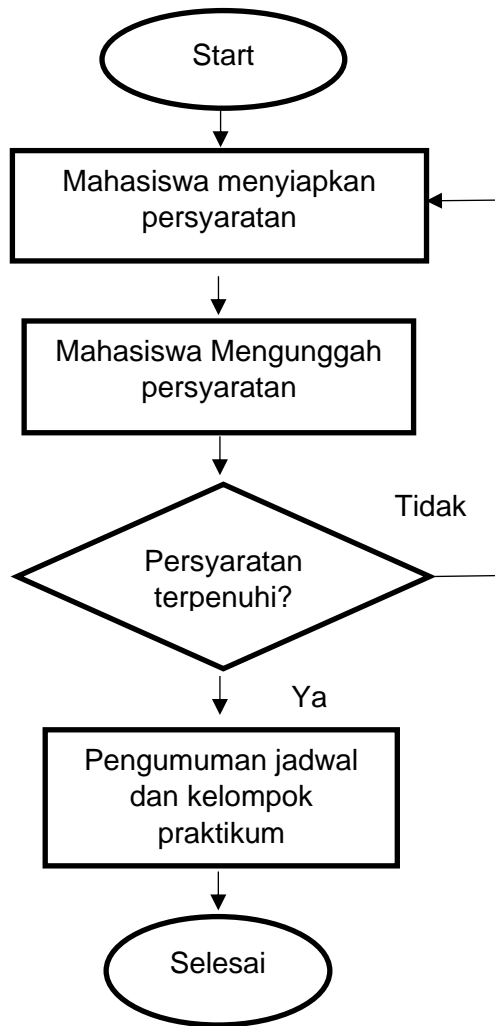 Start
Mahasiswa menyiapkan
persyaratan
Mahasiswa Mengunggah
persyaratan
Tidak
Persyaratan
terpenuhi?
Ya
Pengumuman jadwal
dan kelompok
praktikum
Selesai